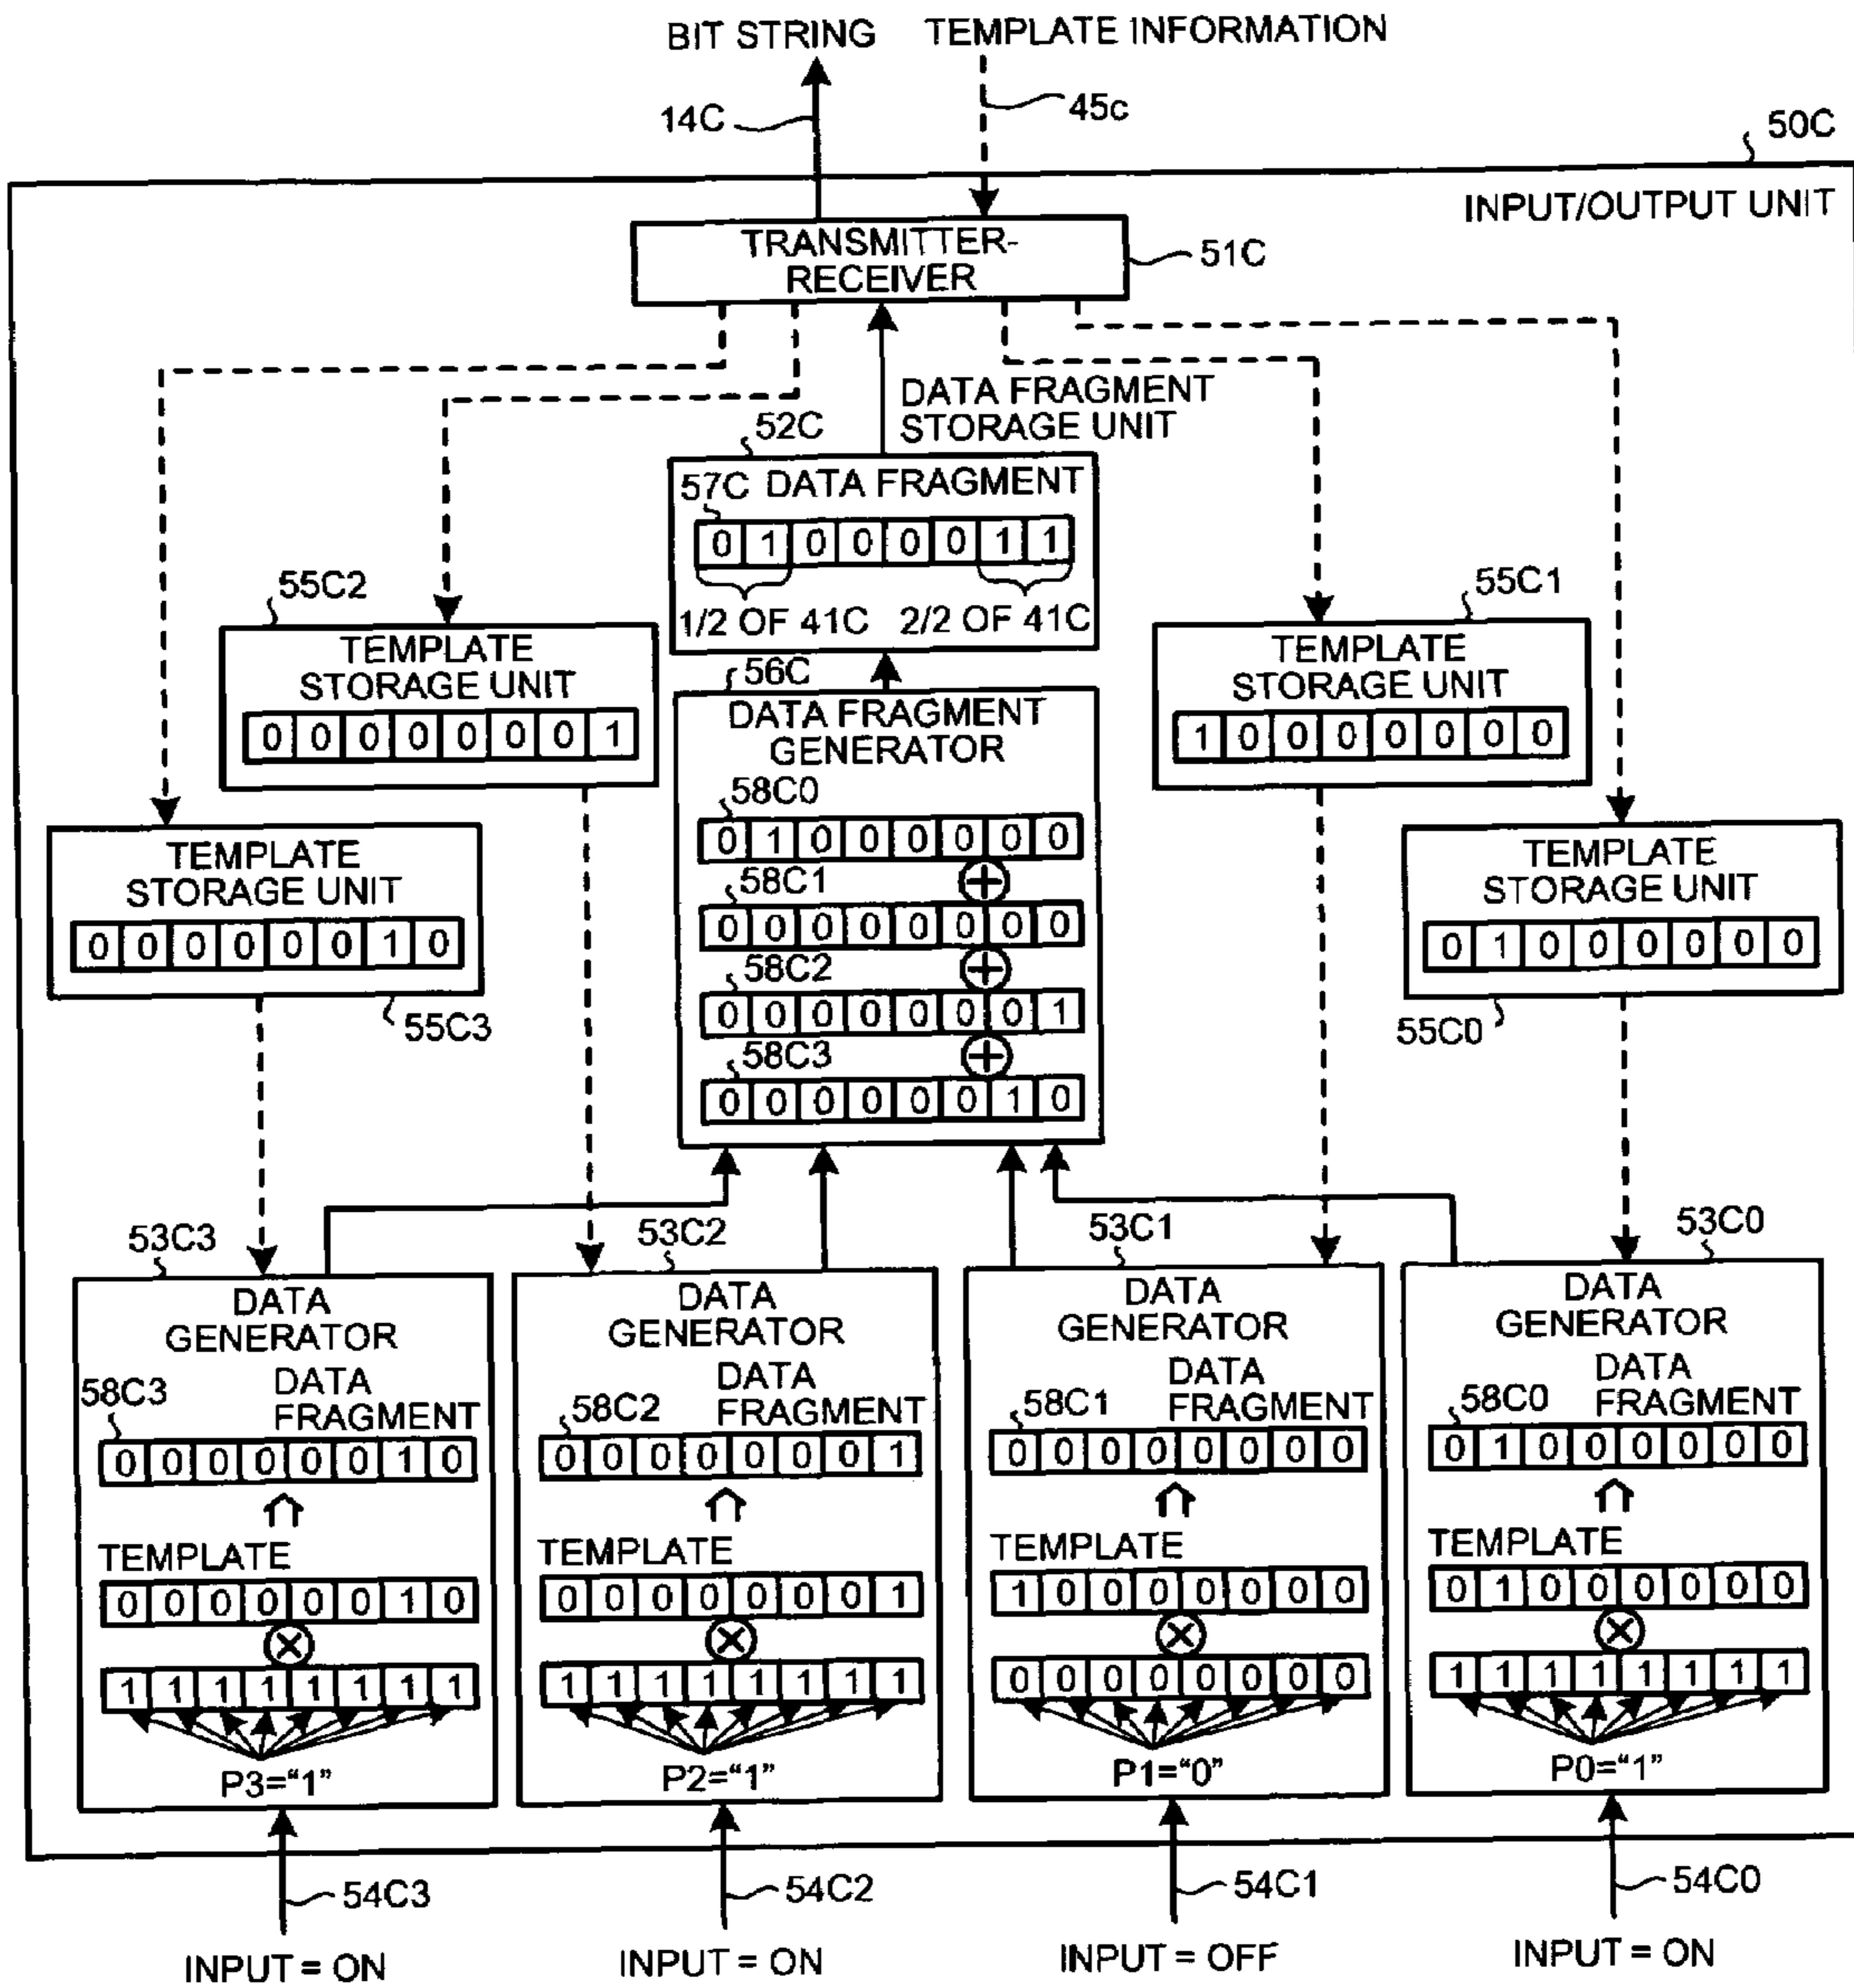 BIT STRING
TEMPLATE INFORMATION
14C
45c
50C
INPUT/OUTPUT UNIT
TRANSMITTER-
RECEIVER
51C
DATA FRAGMENT
STORAGE UNIT
52C
57C DATA FRAGMENT
0 1 0 0 0 0 1 1
1/2 OF 41C 2/2 OF 41C
55C2
TEMPLATE
STORAGE UNIT
0 0 0 0 0 0 0 1
55C1
TEMPLATE
STORAGE UNIT
1 0 0 0 0 0 0 0
56C
DATA FRAGMENT
GENERATOR
58C0
0 1 0 0 0 0 0 0
+
58C1
0 0 0 0 0 0 0 0
+
58C2
0 0 0 0 0 0 0 1
+
58C3
0 0 0 0 0 0 1 0
TEMPLATE
STORAGE UNIT
0 0 0 0 0 0 1 0
55C3
TEMPLATE
STORAGE UNIT
0 1 0 0 0 0 0 0
55C0
53C3
DATA
GENERATOR
58C3
DATA
FRAGMENT
0 0 0 0 0 0 1 0
TEMPLATE
0 0 0 0 0 0 1 0
×
1 1 1 1 1 1 1 1
P3="1"
54C3
INPUT = ON
53C2
DATA
GENERATOR
58C2
DATA
FRAGMENT
0 0 0 0 0 0 0 1
TEMPLATE
0 0 0 0 0 0 0 1
×
1 1 1 1 1 1 1 1
P2="1"
54C2
INPUT = ON
53C1
DATA
GENERATOR
58C1
DATA
FRAGMENT
0 0 0 0 0 0 0 0
TEMPLATE
1 0 0 0 0 0 0 0
×
0 0 0 0 0 0 0 0
P1="0"
54C1
INPUT = OFF
53C0
DATA
GENERATOR
58C0
DATA
FRAGMENT
0 1 0 0 0 0 0 0
TEMPLATE
0 1 0 0 0 0 0 0
×
1 1 1 1 1 1 1 1
P0="1"
54C0
INPUT = ON